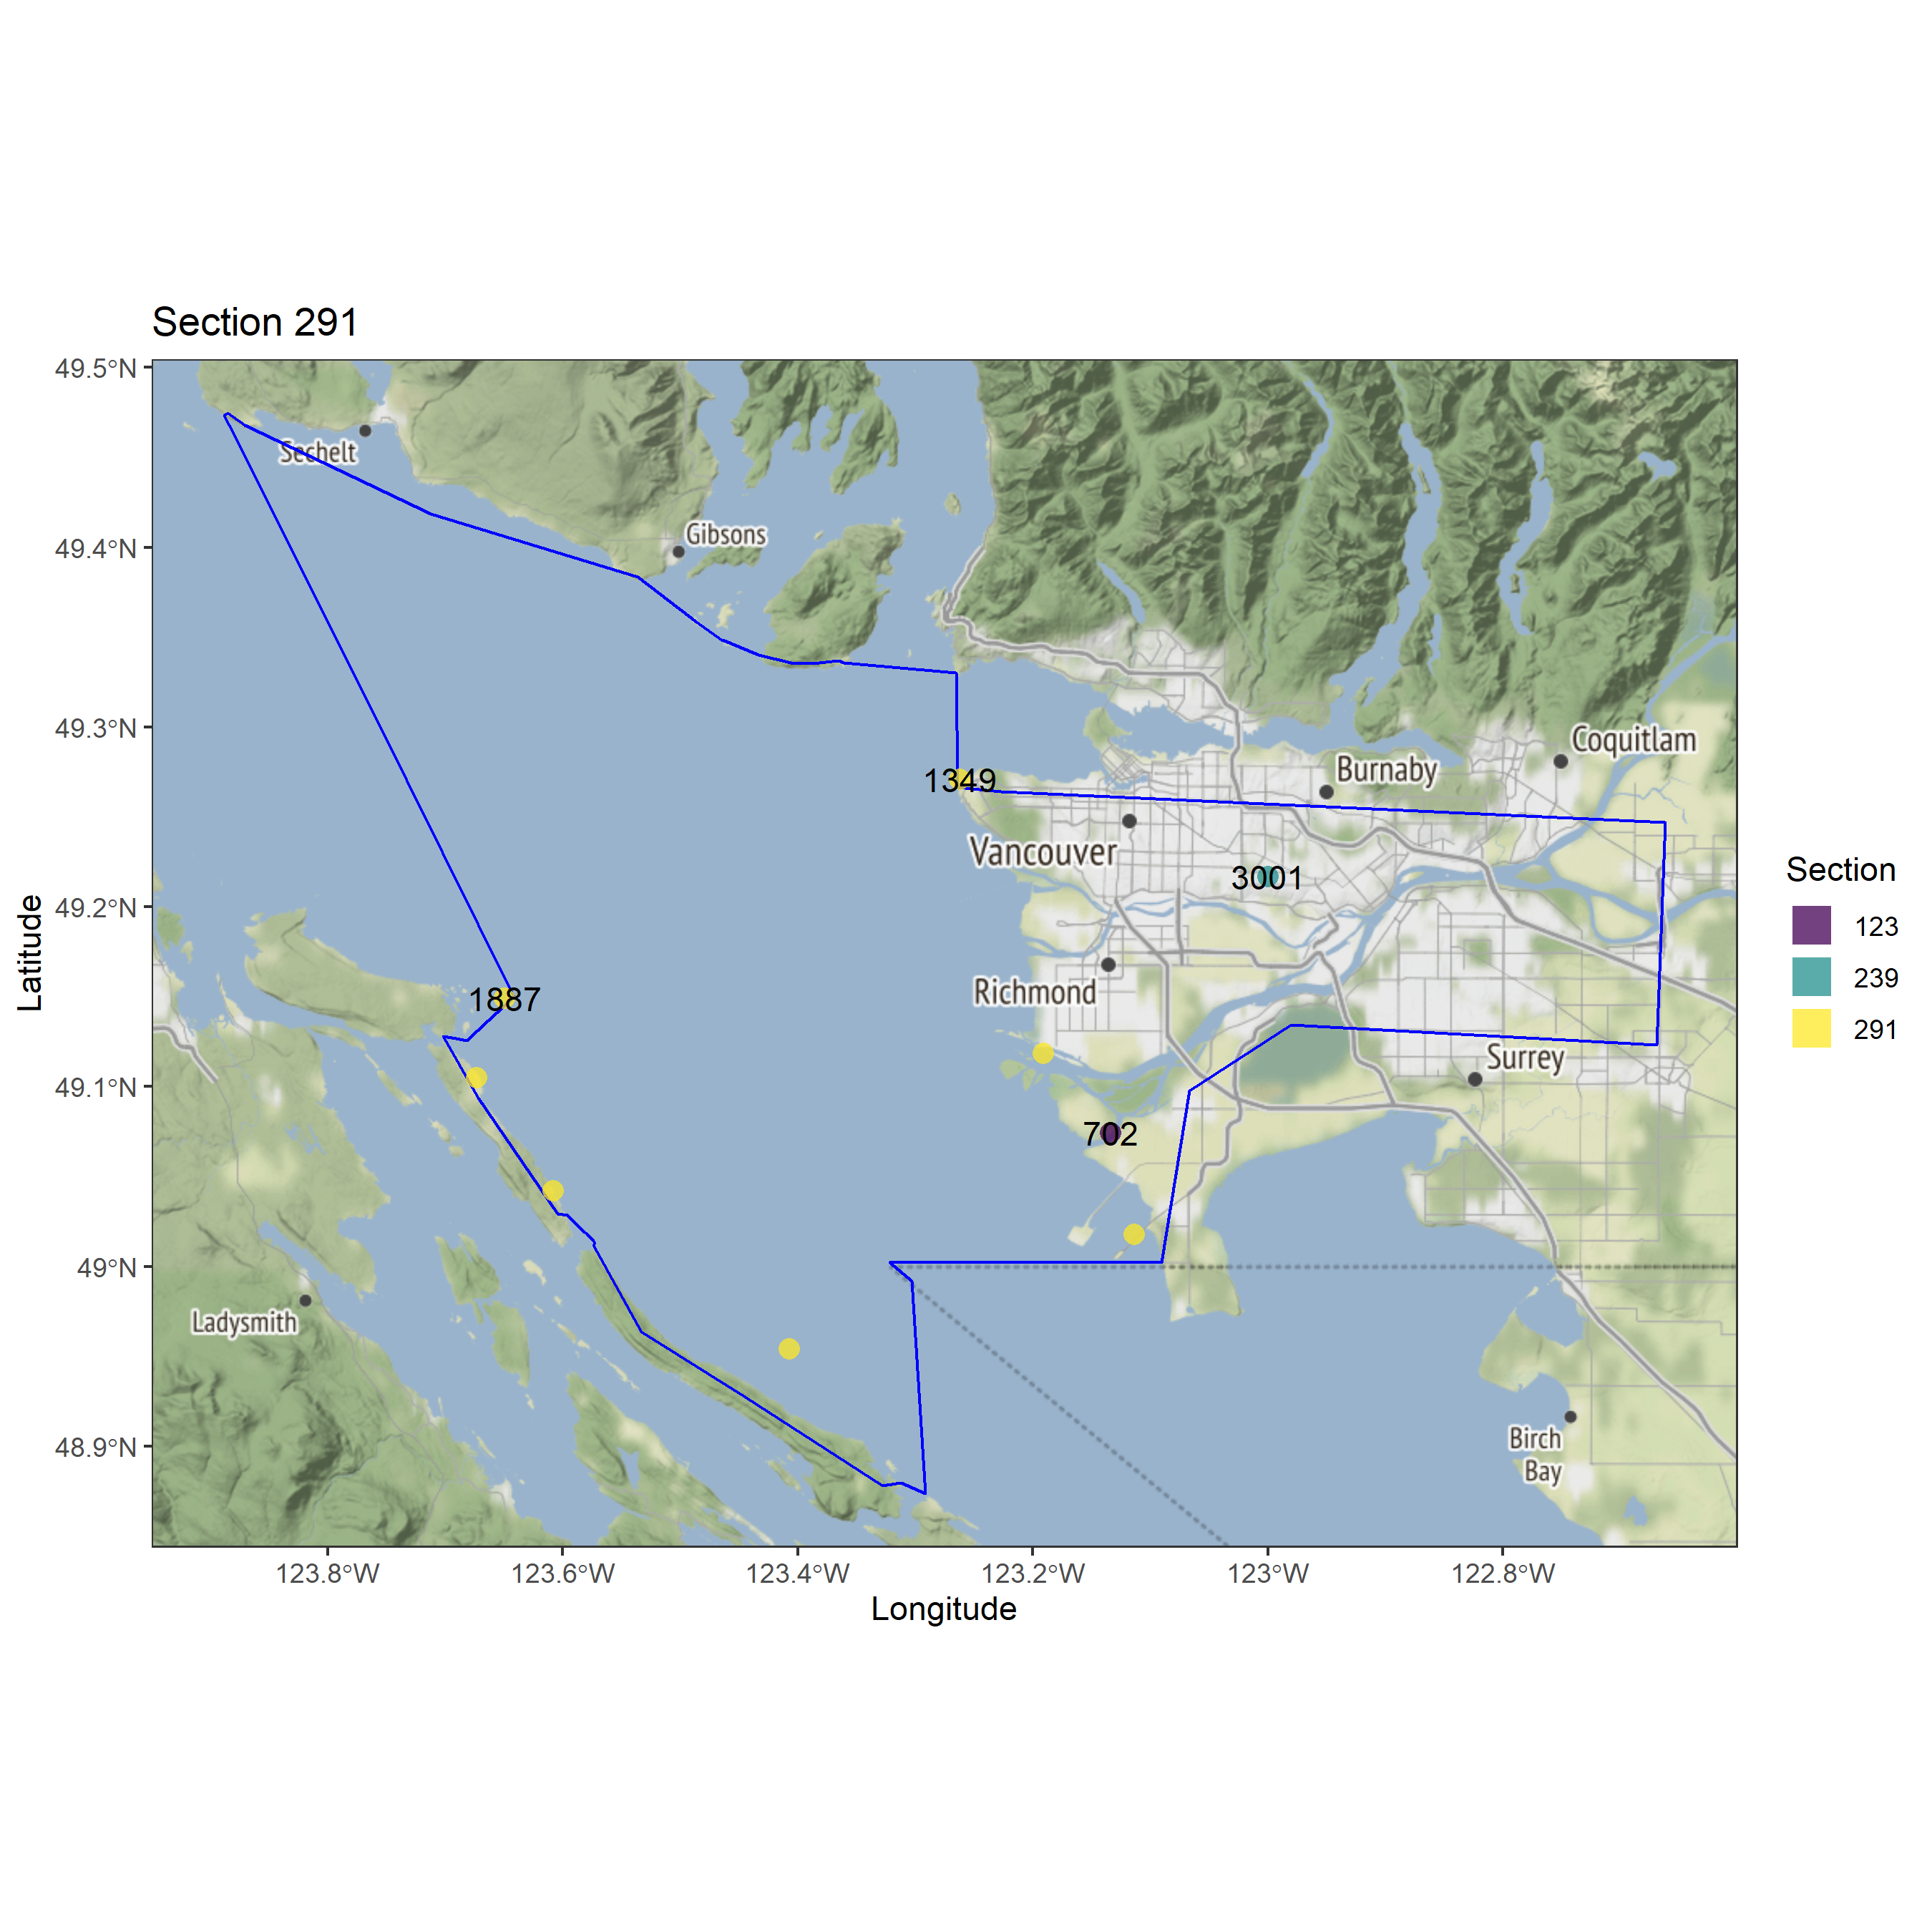 Section 291
49.5°N
49.4°N
49.3°N
49.2°N
49.1°N
49°N
48.9°N
Latitude
Sechelt
Gibsons
Coquitlam
Burnaby
1349
Vancouver
3001
Richmond
1887
Surrey
702
Ladysmith
Birch
Bay
123.8°W
123.6°W
123.4°W
123.2°W
123°W
122.8°W
Longitude
Section
123
239
291